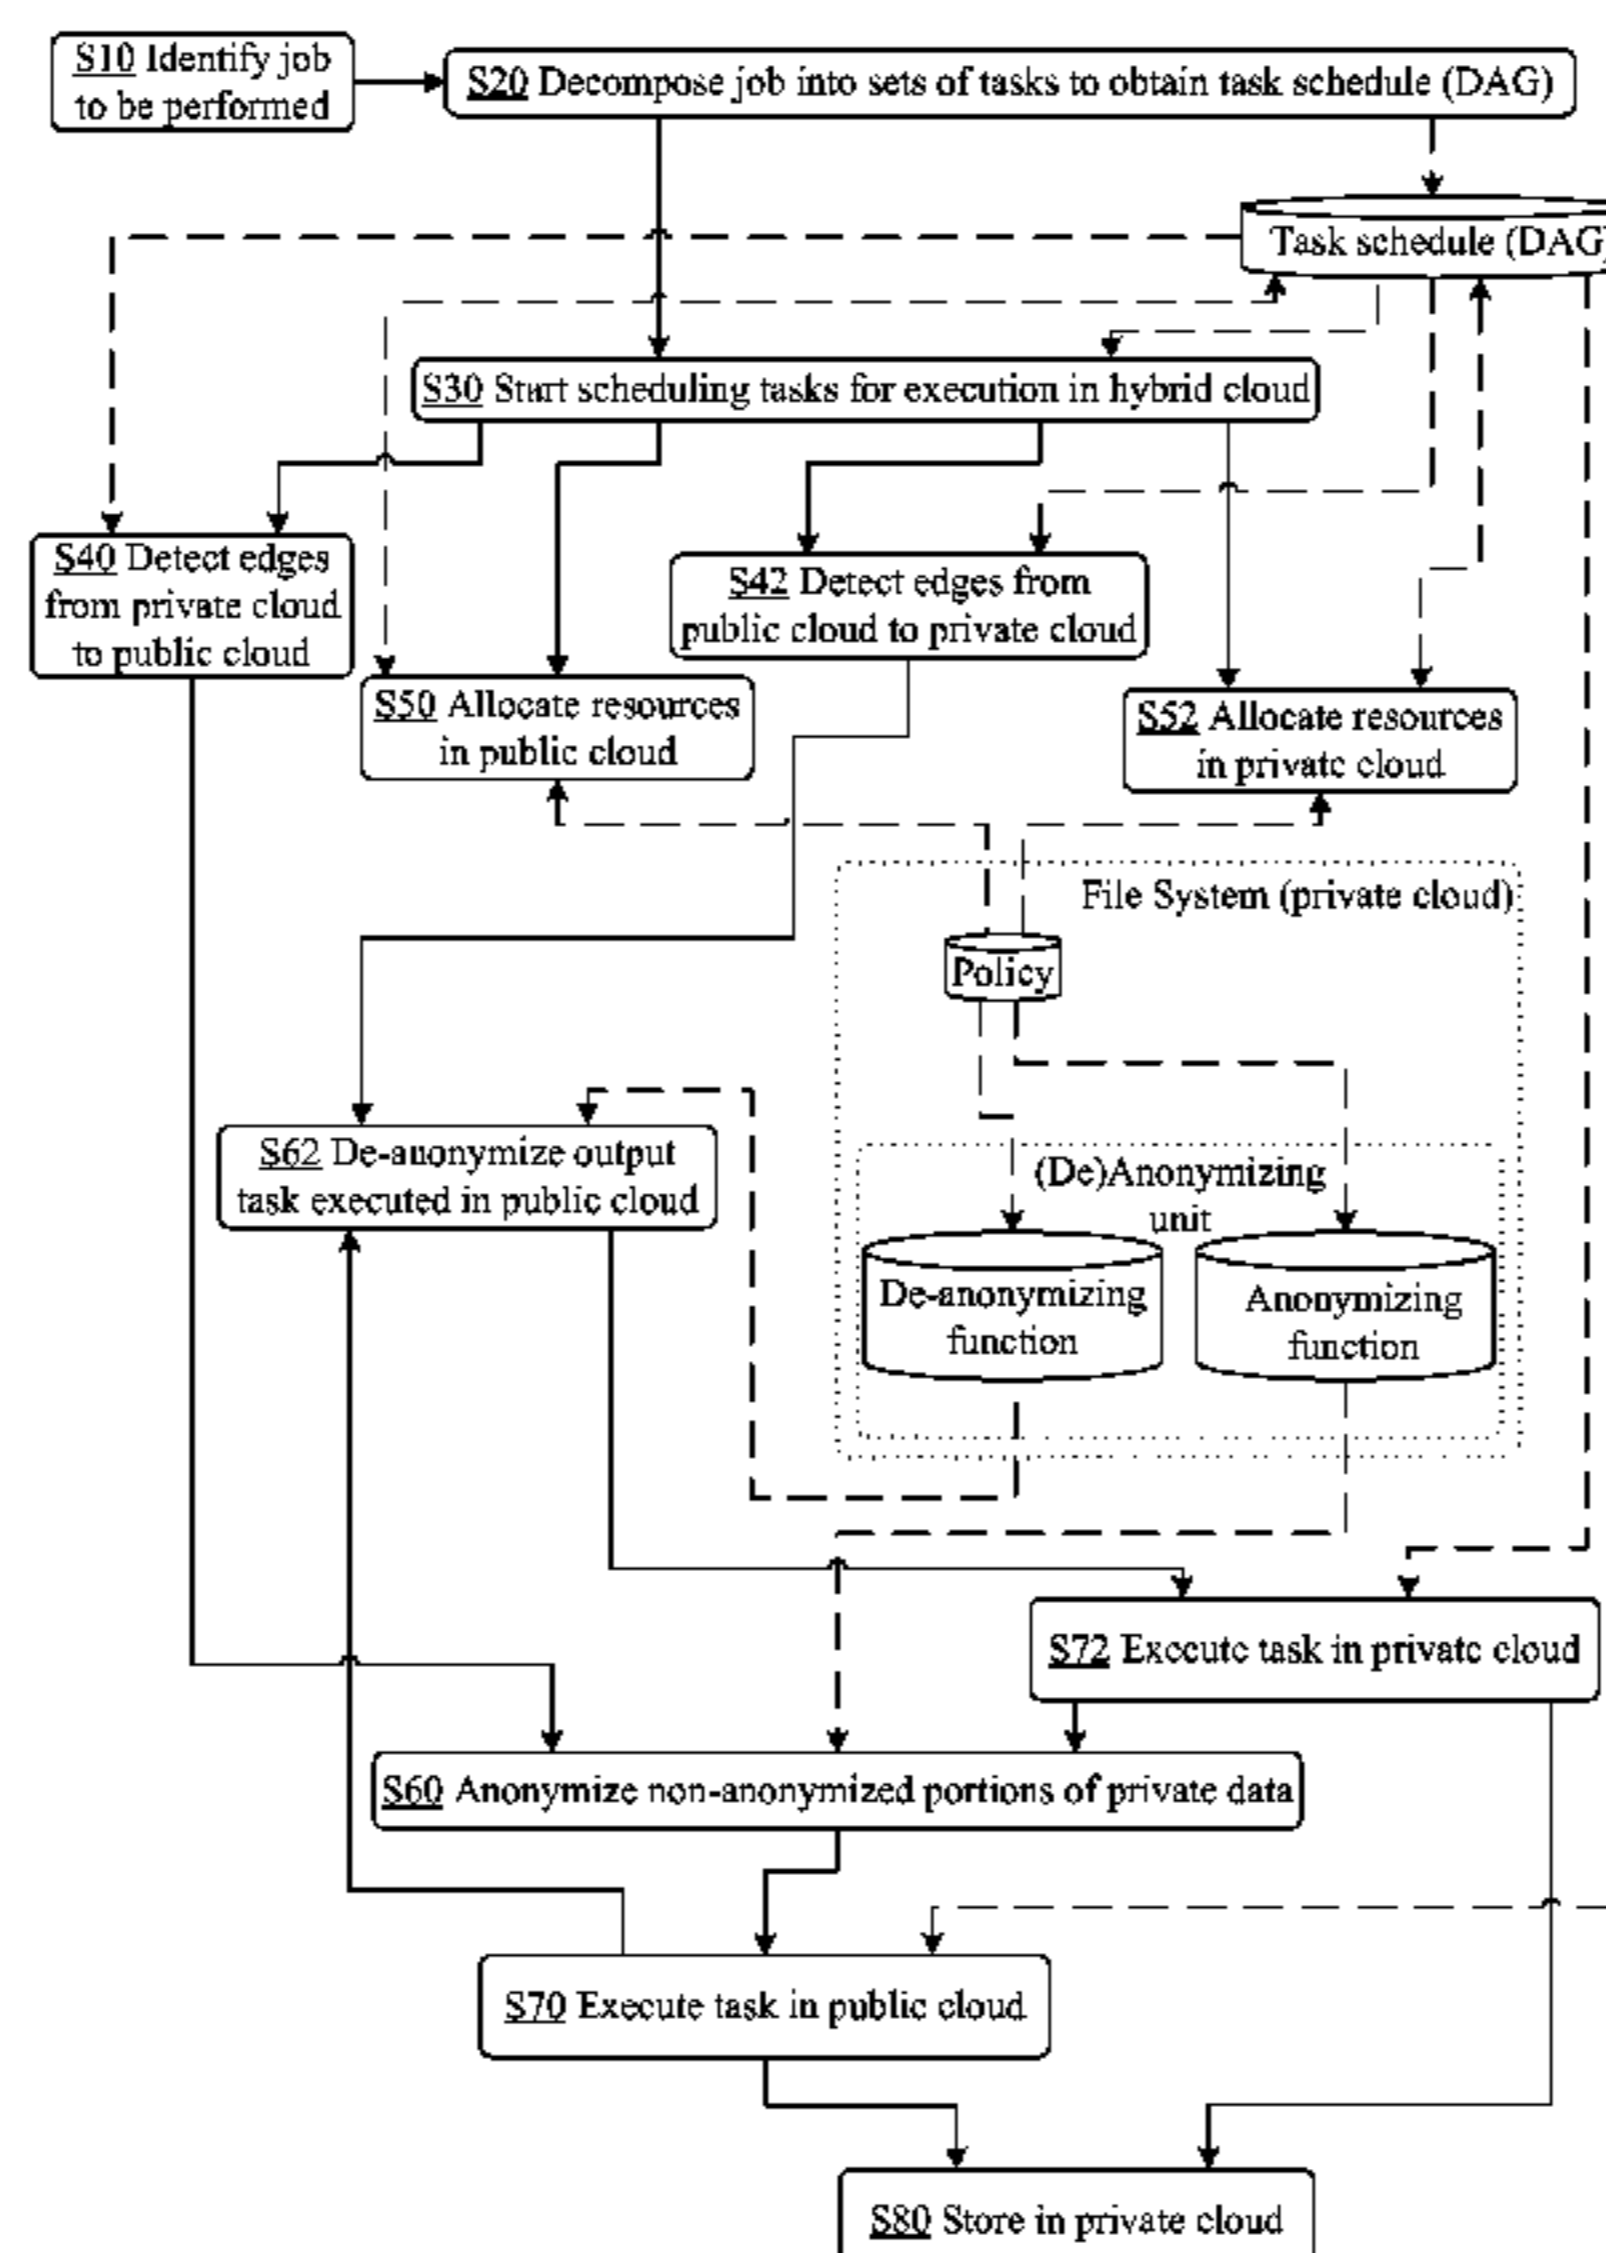 S10 Identify job
to be performed
S20 Decompose job into sets of tasks to obtain task schedule (DAG)
Task schedule (DAG)
S30 Start scheduling tasks for execution in hybrid cloud
S40 Detect edges
from private cloud
to public cloud
S42 Detect edges from
public cloud to private cloud
S50 Allocate resources
in public cloud
S52 Allocate resources
in private cloud
File System (private cloud)
Policy
S62 De-anonymize output
task executed in public cloud
(De)Anonymizing
unit
De-anonymizing
function
Anonymizing
function
S72 Execute task in private cloud
S60 Anonymize non-anonymized portions of private data
S70 Execute task in public cloud
S80 Store in private cloud